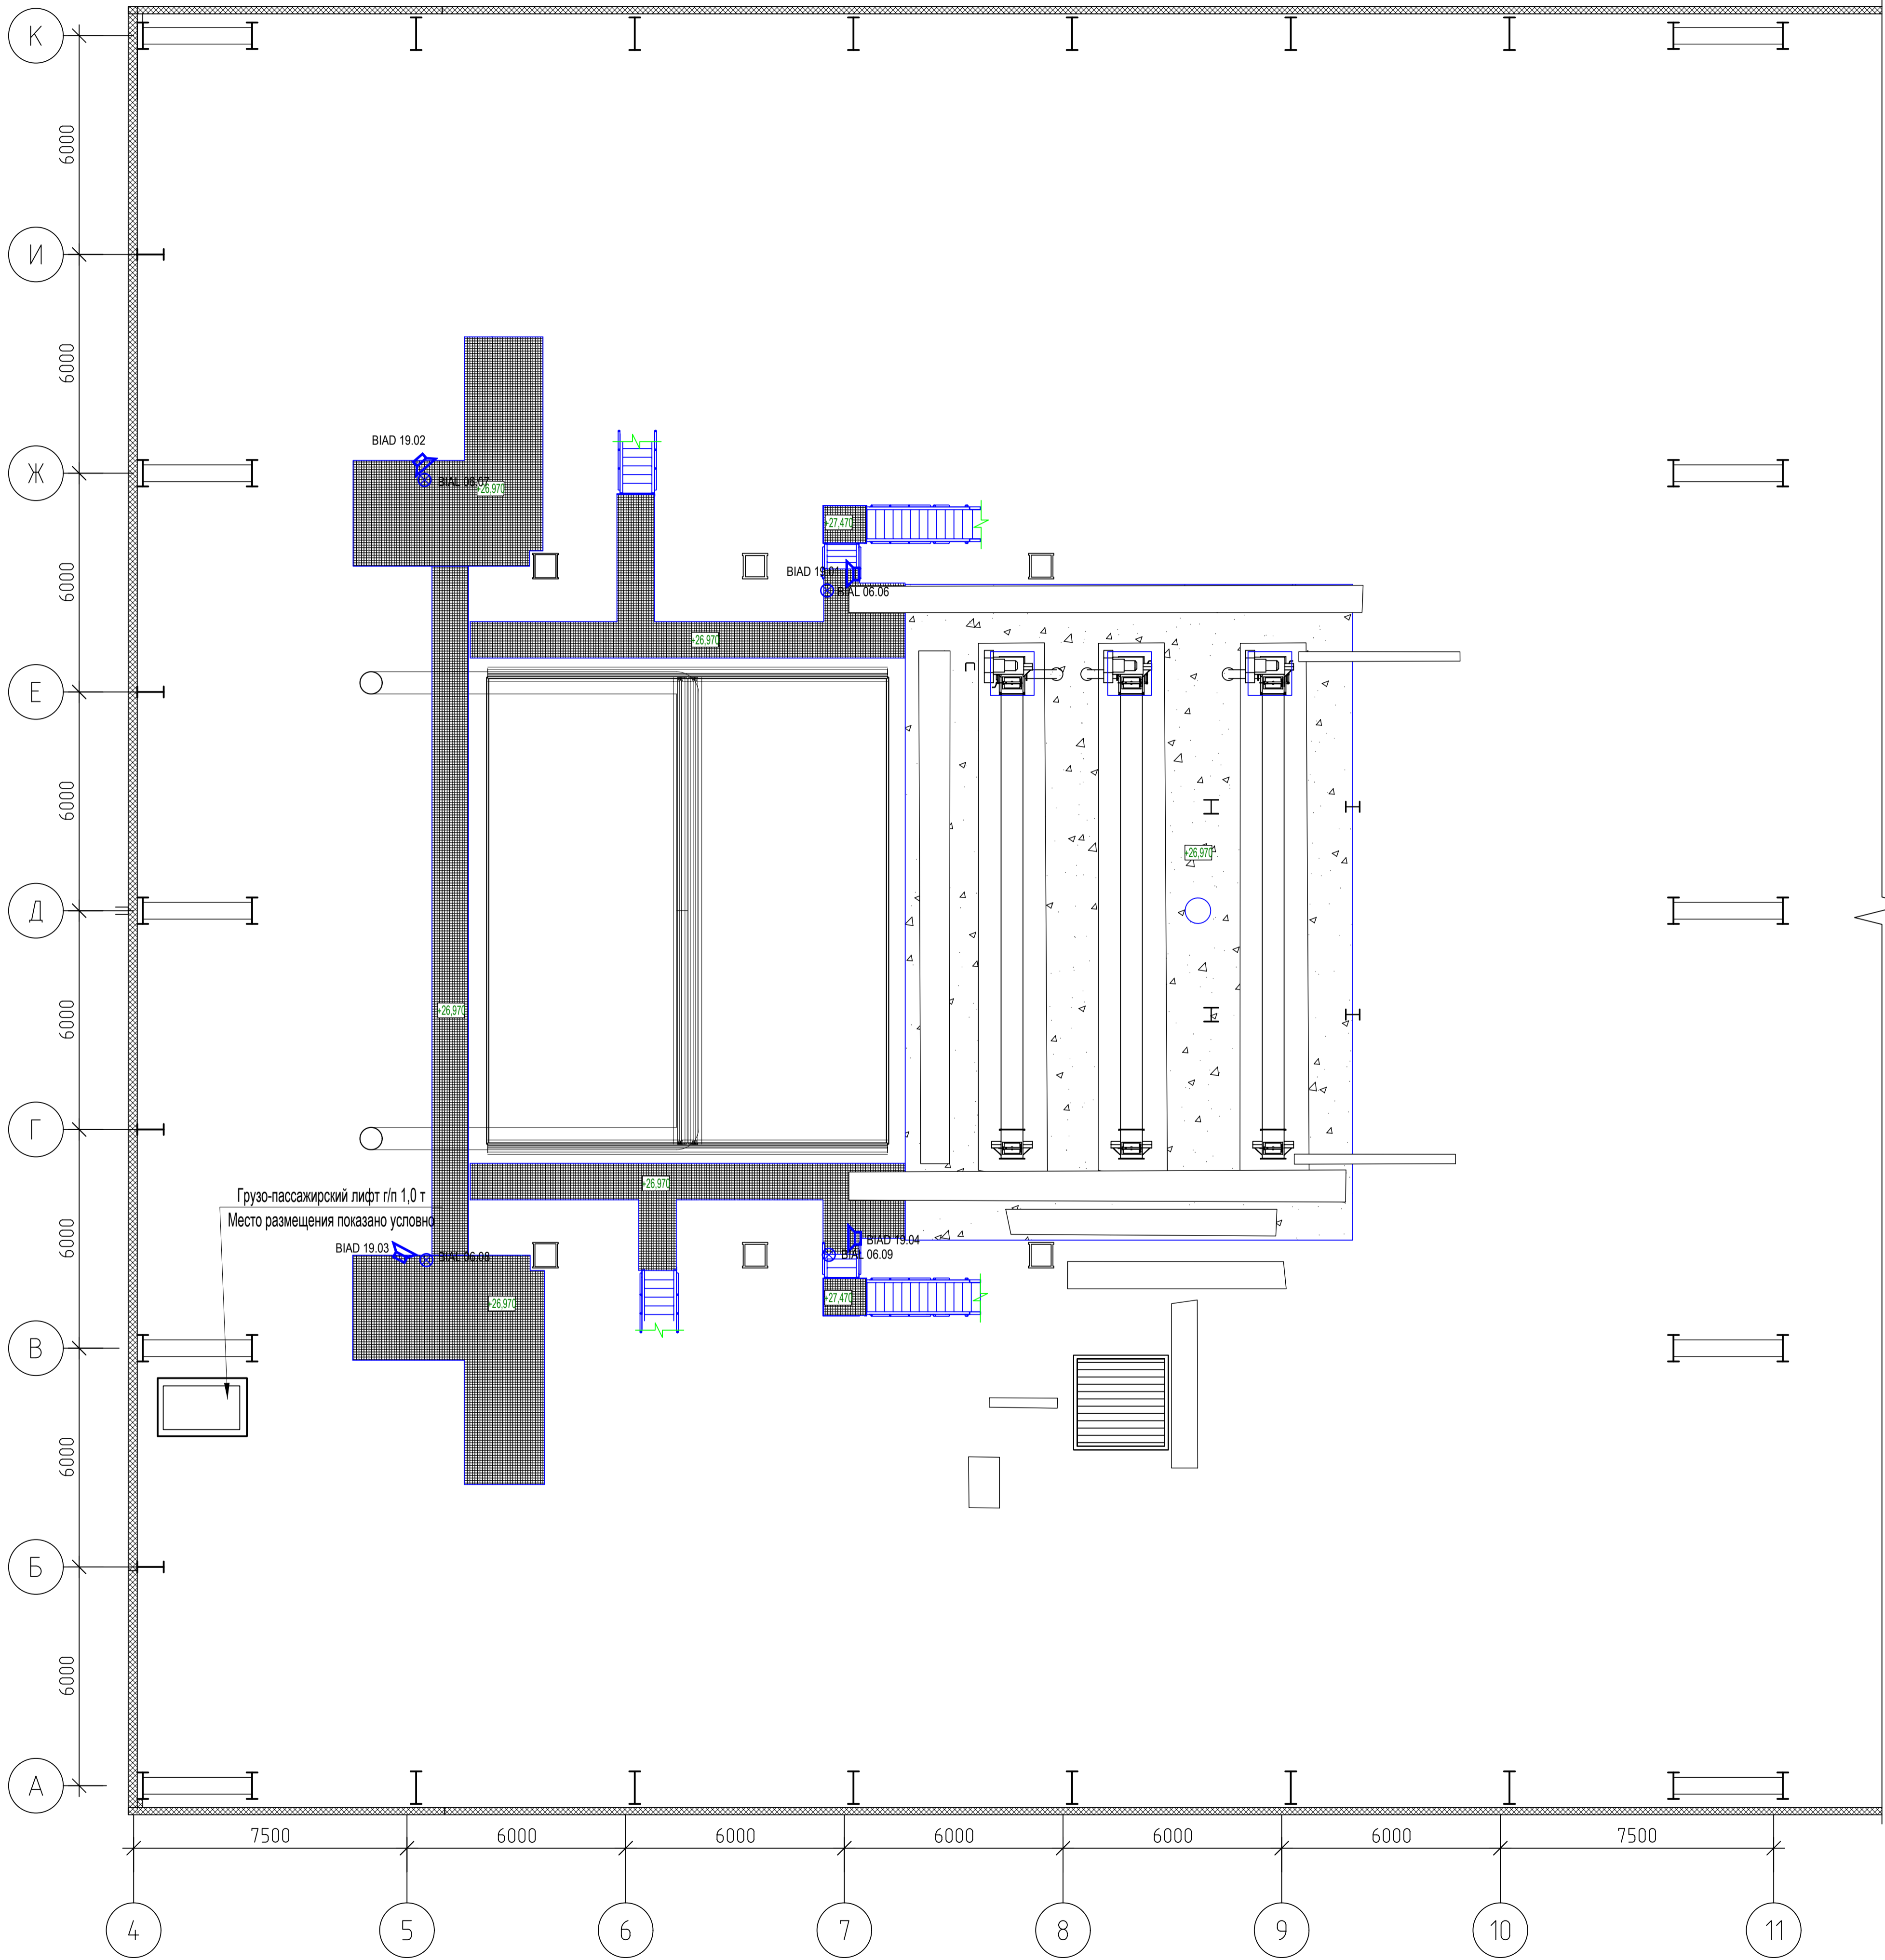 К
6000
И
6000
BIAD 19.02
Ж
BIAL 06.07
+26,970
+27,470
6000
BIAD 19.01
BIAL 06.06
+26,970
Е
6000
+26,970
Д
6000
+26,970
Г
+26,970
Грузо-пассажирский лифт г/п 1,0 т
Место размещения показано условно
6000
BIAD 19.03
BIAL 06.08
BIAD 19.04
BIAL 06.09
+26,970
+27,470
В
6000
Б
6000
А
7500
6000
6000
6000
6000
6000
7500
4
5
6
7
8
9
10
11